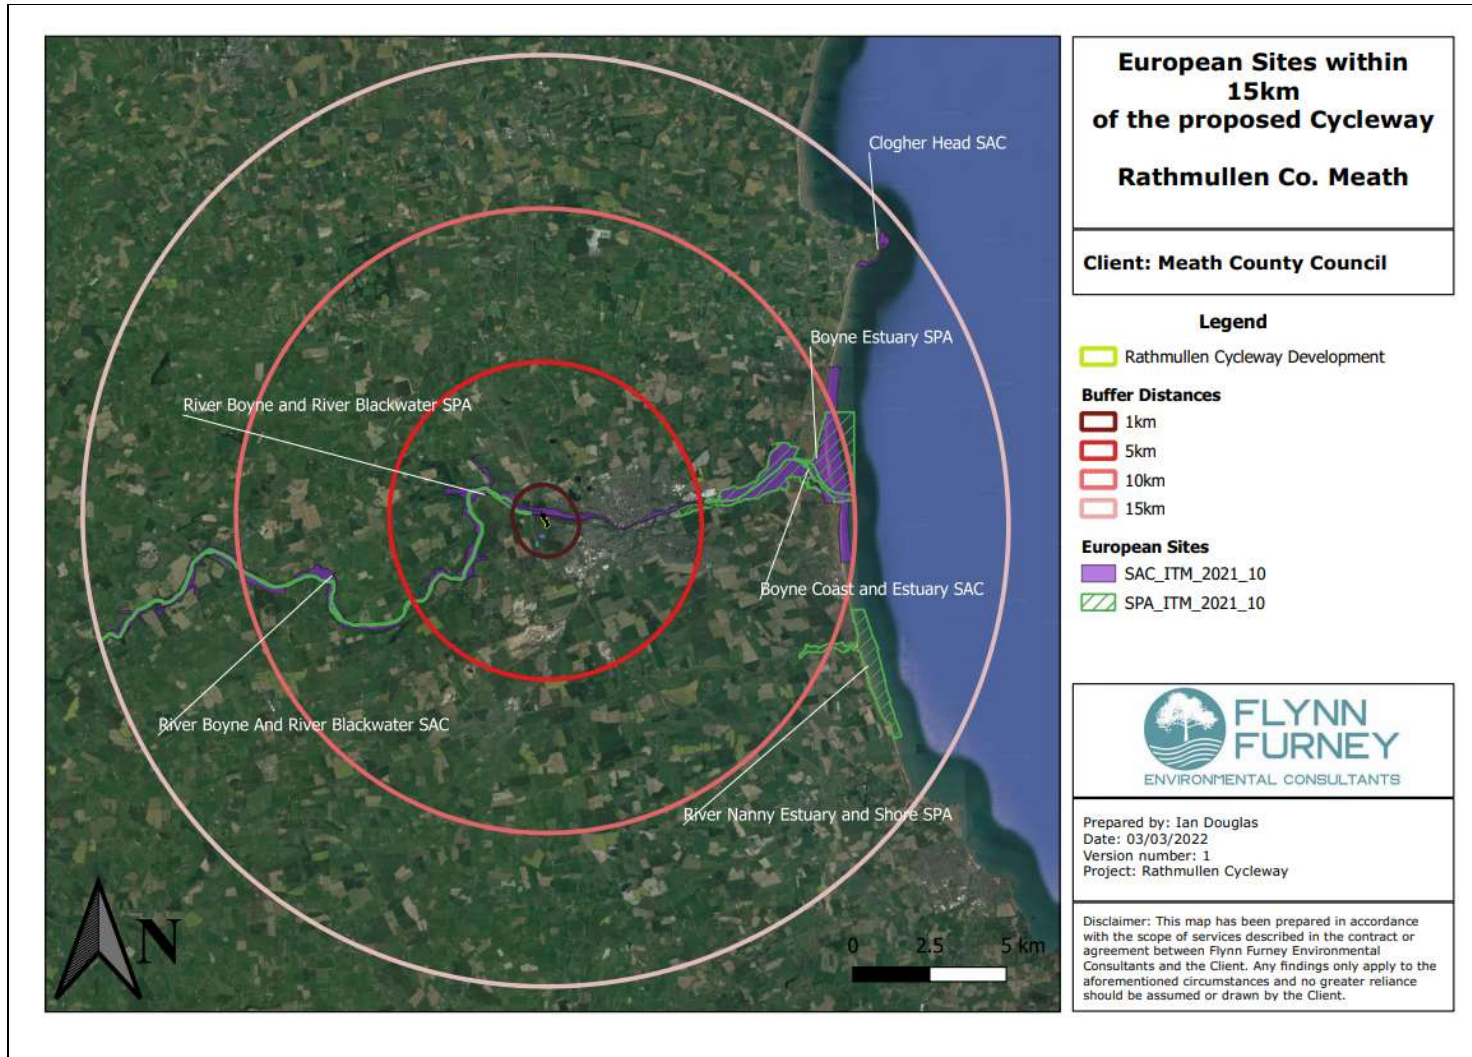 Clogher Head SAC
Boyne Estuary SPA
River Boyne and River Blackwater SPA
Boyne Coast and Estuary SAC
River Boyne And River Blackwater SAC
River Nanny Estuary and Shore SPA
N
0 2.5 5 km
European Sites within
15km
of the proposed Cycleway
Rathmullen Co. Meath
Client: Meath County Council
Legend
Rathmullen Cycleway Development
Buffer Distances
1km
5km
10km
15km
European Sites
SAC_ITM_2021_10
SPA_ITM_2021_10
FLYNN
FURNEY
ENVIRONMENTAL CONSULTANTS
Prepared by: Ian Douglas
Date: 03/03/2022
Version number: 1
Project: Rathmullen Cycleway
Disclaimer: This map has been prepared in accordance
with the scope of services described in the contract or
agreement between Flynn Furney Environmental
Consultants and the Client. Any findings only apply to the
aforementioned circumstances and no greater reliance
should be assumed or drawn by the Client.